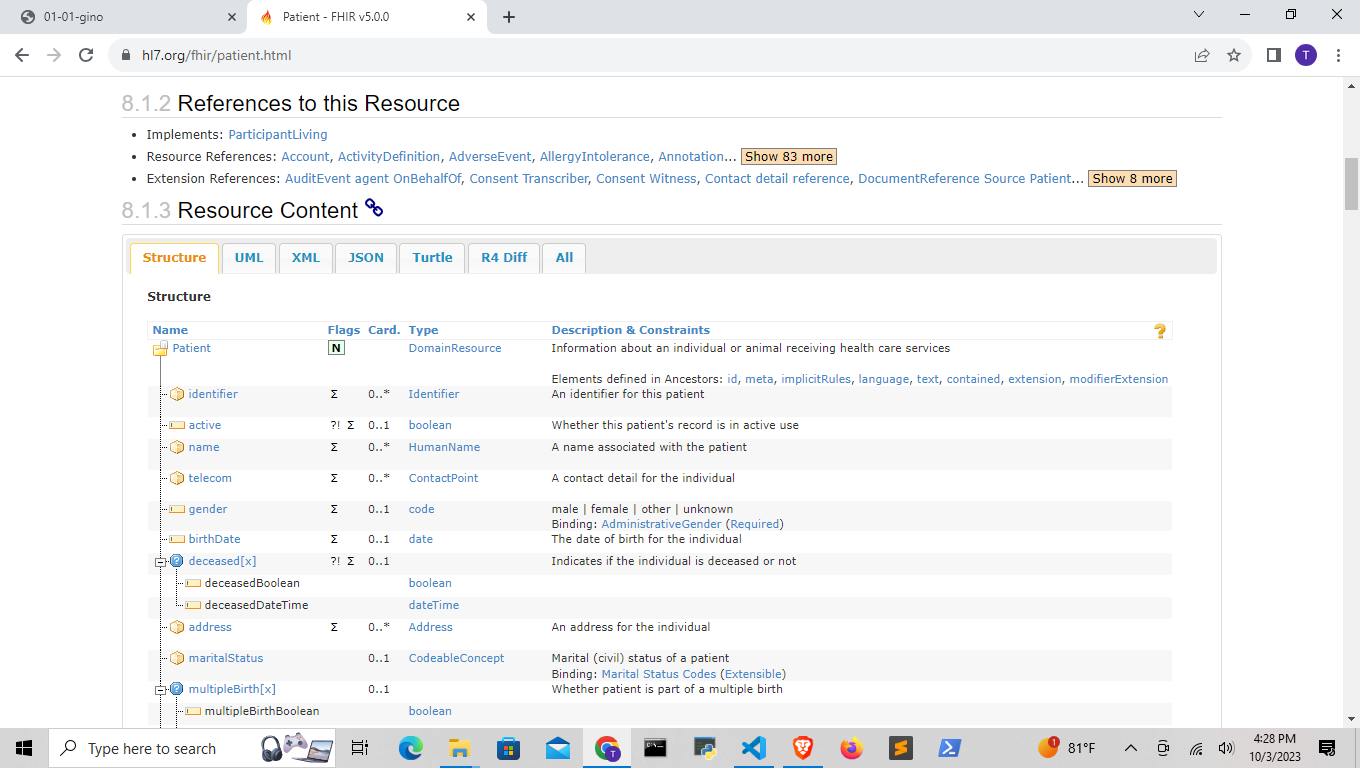 01-01-gino
Patient - FHIR v5.0.0
hl7.org/fhir/patient.html
T
8.1.2 References to this Resource
• Implements: ParticipantLiving
• Resource References: Account, ActivityDefinition, AdverseEvent, AllergyIntolerance, Annotation... Show 83 more
• Extension References: AuditEvent agent OnBehalfOf, Consent Transcriber, Consent Witness, Contact detail reference, DocumentReference Source Patient... Show 8 more
8.1.3 Resource Content
Structure UML XML JSON Turtle R4 Diff All
Structure
Name Flags Card. Type Description & Constraints ?
Patient N DomainResource Information about an individual or animal receiving health care services
Elements defined in Ancestors: id, meta, implicitRules, language, text, contained, extension, modifierExtension
identifier Σ 0..* Identifier An identifier for this patient
active ?! Σ 0..1 boolean Whether this patient's record is in active use
name Σ 0..* HumanName A name associated with the patient
telecom Σ 0..* ContactPoint A contact detail for the individual
gender Σ 0..1 code male | female | other | unknown
Binding: AdministrativeGender (Required)
birthDate Σ 0..1 date The date of birth for the individual
deceased[x] ?! Σ 0..1 Indicates if the individual is deceased or not
deceasedBoolean boolean
deceasedDateTime dateTime
address Σ 0..* Address An address for the individual
maritalStatus 0..1 CodeableConcept Marital (civil) status of a patient
Binding: Marital Status Codes (Extensible)
multipleBirth[x] 0..1 Whether patient is part of a multiple birth
multipleBirthBoolean boolean
Type here to search
T
1
81°F
4:28 PM
10/3/2023